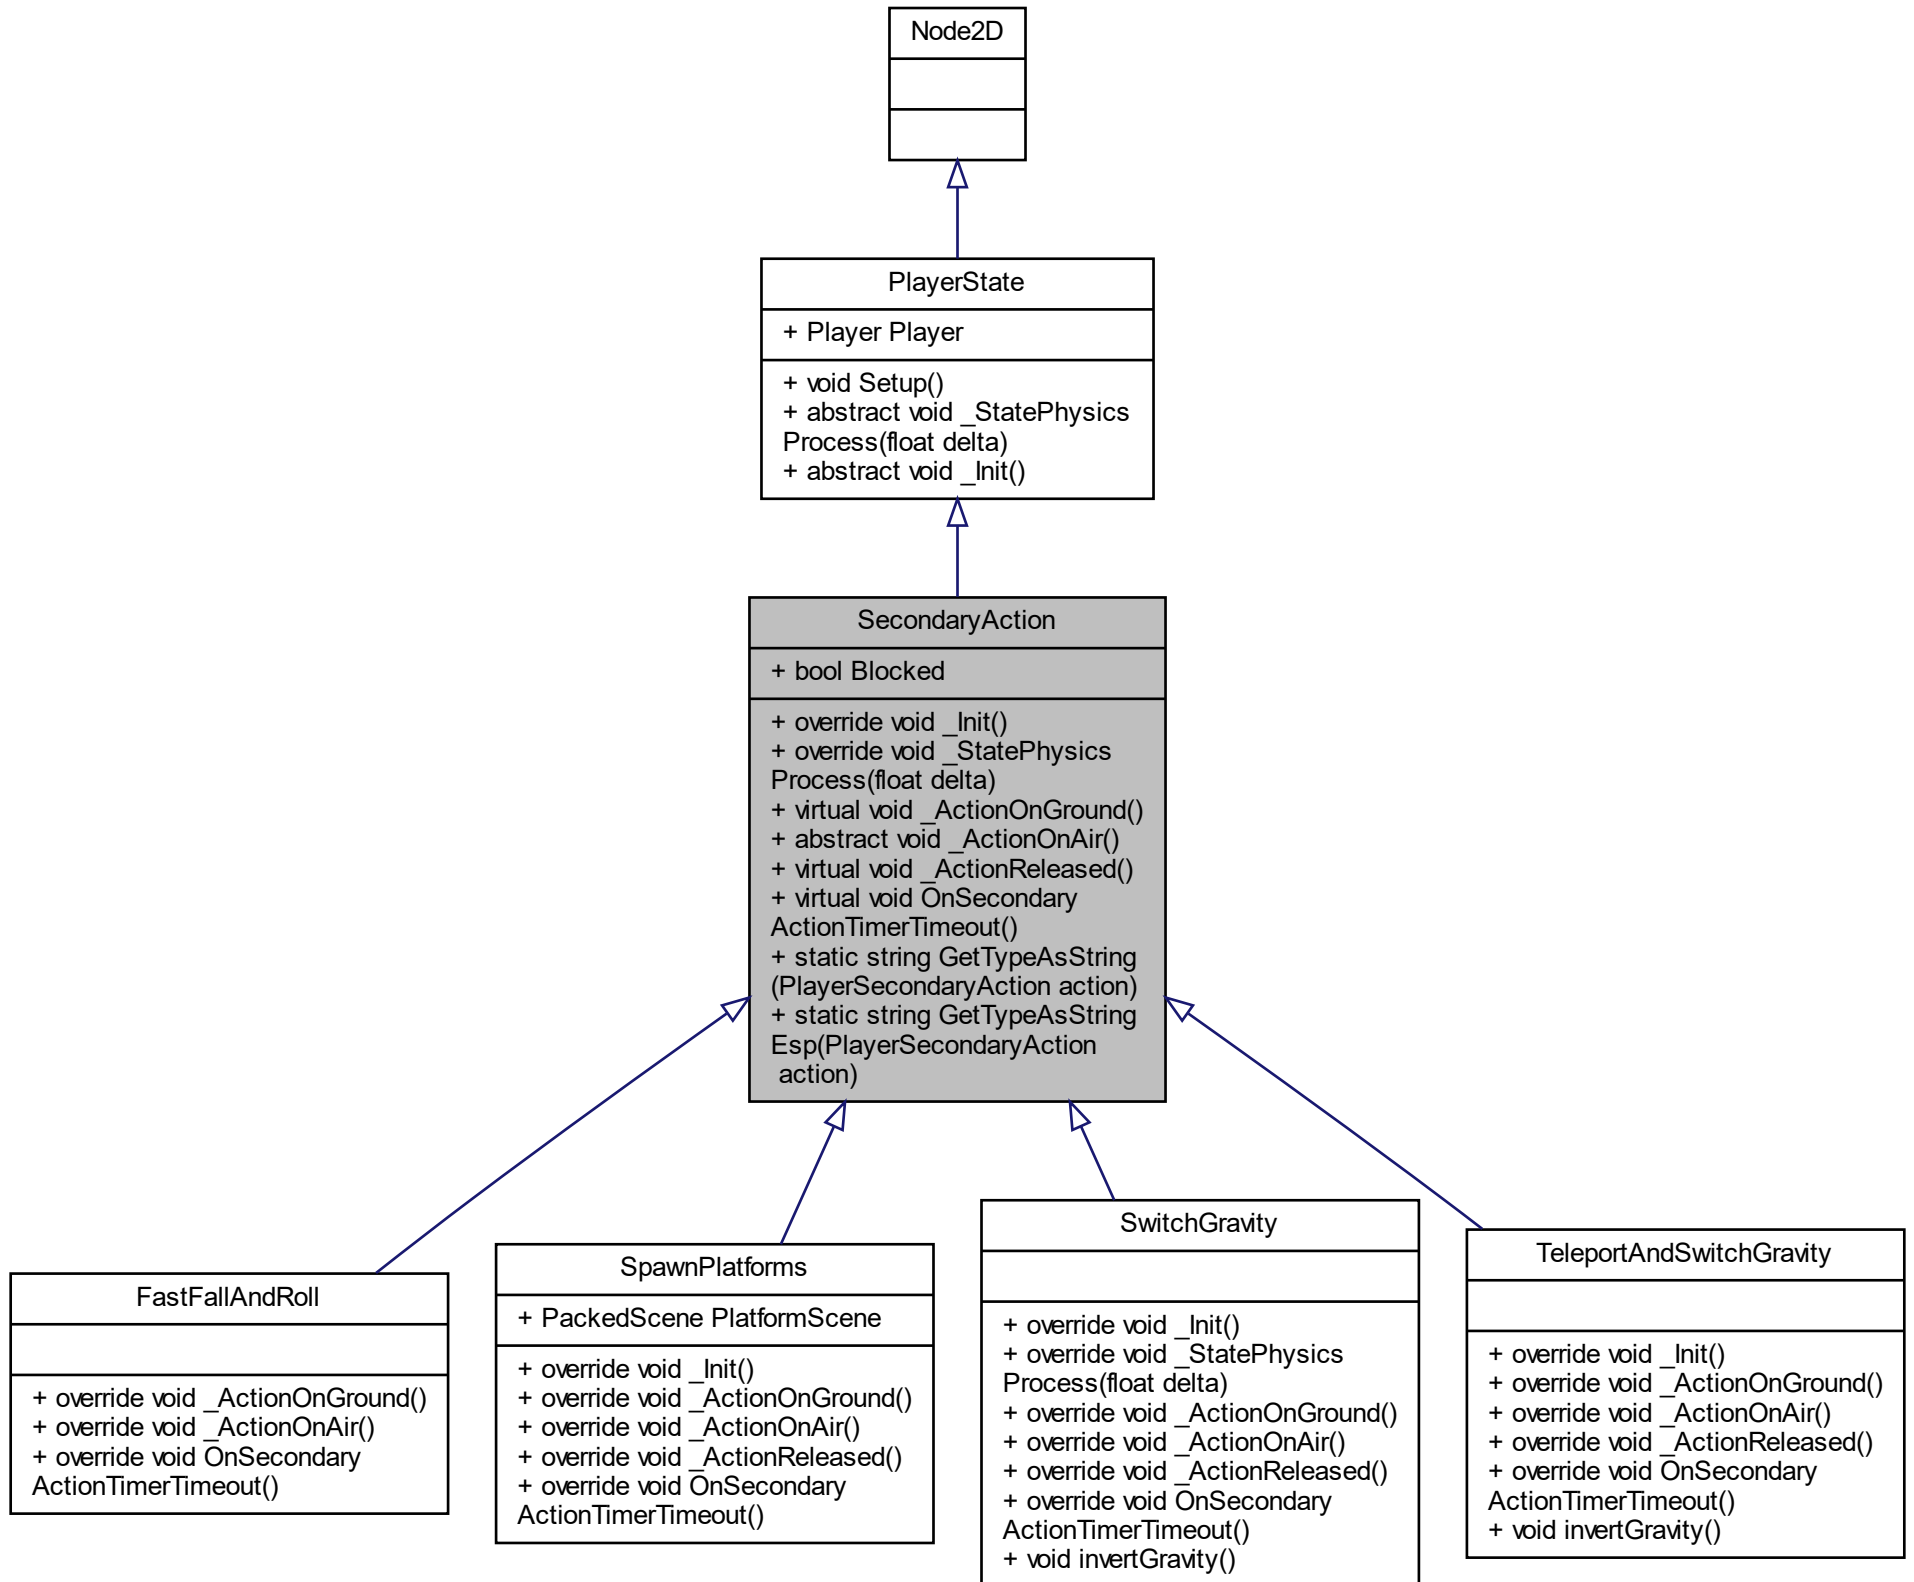 Node2D
PlayerState
+ Player Player
+ void Setup()
+ abstract void _StatePhysics
Process(float delta)
+ abstract void _Init()
SecondaryAction
+ bool Blocked
+ override void _Init()
+ override void _StatePhysics
Process(float delta)
+ virtual void _ActionOnGround()
+ abstract void _ActionOnAir()
+ virtual void _ActionReleased()
+ virtual void OnSecondary
ActionTimerTimeout()
+ static string GetTypeAsString
(PlayerSecondaryAction action)
+ static string GetTypeAsString
Esp(PlayerSecondaryAction
action)
FastFallAndRoll
+ override void _ActionOnGround()
+ override void _ActionOnAir()
+ override void OnSecondary
ActionTimerTimeout()
SpawnPlatforms
+ PackedScene PlatformScene
+ override void _Init()
+ override void _ActionOnGround()
+ override void _ActionOnAir()
+ override void _ActionReleased()
+ override void OnSecondary
ActionTimerTimeout()
SwitchGravity
+ override void _Init()
+ override void _StatePhysics
Process(float delta)
+ override void _ActionOnGround()
+ override void _ActionOnAir()
+ override void _ActionReleased()
+ override void OnSecondary
ActionTimerTimeout()
+ void invertGravity()
TeleportAndSwitchGravity
+ override void _Init()
+ override void _ActionOnGround()
+ override void _ActionOnAir()
+ override void _ActionReleased()
+ override void OnSecondary
ActionTimerTimeout()
+ void invertGravity()